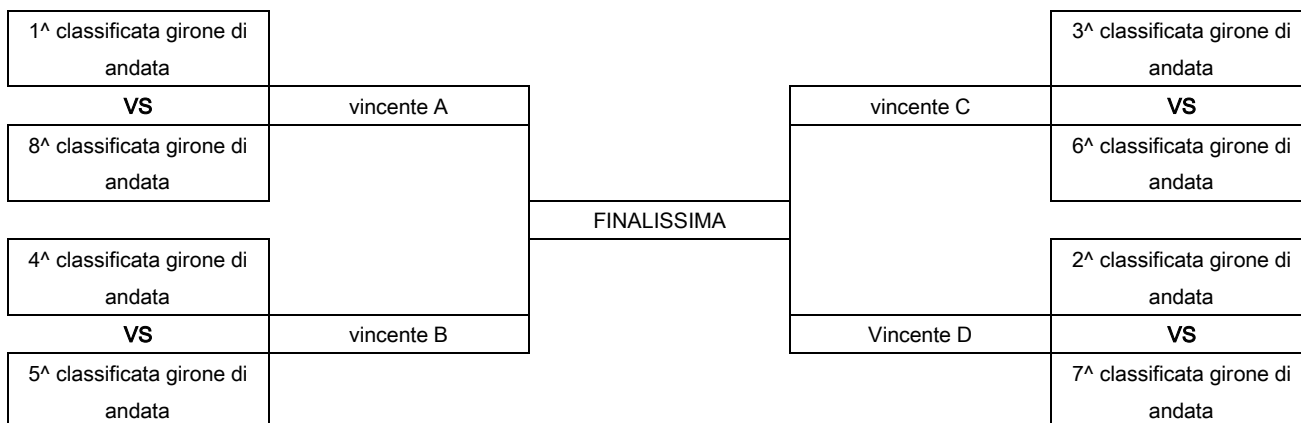 1^ classificata girone di
andata
VS
8^ classificata girone di
andata
vincente A
4^ classificata girone di
andata
VS
5^ classificata girone di
andata
vincente B
FINALISSIMA
vincente C
3^ classificata girone di
andata
VS
6^ classificata girone di
andata
Vincente D
2^ classificata girone di
andata
VS
7^ classificata girone di
andata